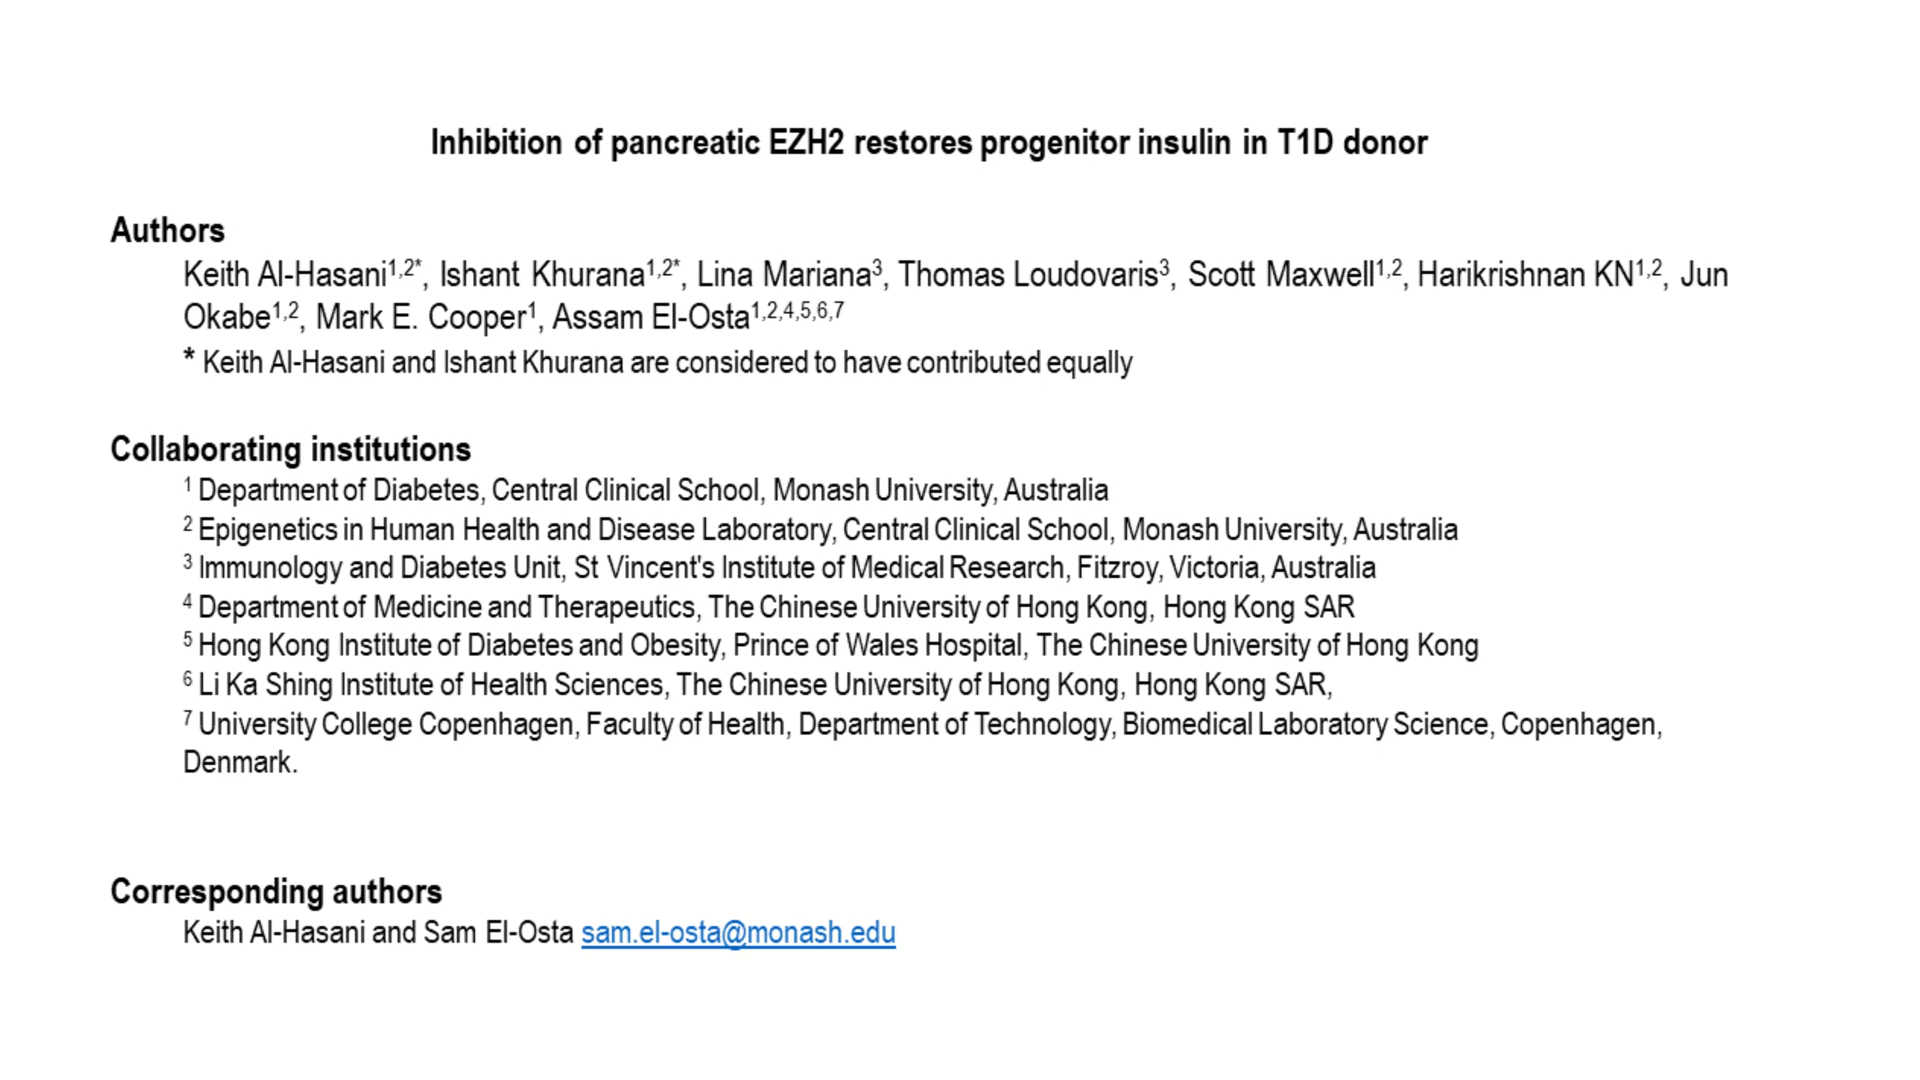 Inhibition of pancreatic EZH2 restores progenitor insulin in T1D donor
Authors
Keith Al-Hasani1,2*, Ishant Khurana1,2*, Lina Mariana3, Thomas Loudovaris3, Scott Maxwell1,2, Harikrishnan KN1,2, Jun
Okabe1,2, Mark E. Cooper1, Assam El-Osta1,2,4,5,6,7
* Keith Al-Hasani and Ishant Khurana are considered to have contributed equally
Collaborating institutions
1 Department of Diabetes, Central Clinical School, Monash University, Australia
2 Epigenetics in Human Health and Disease Laboratory, Central Clinical School, Monash University, Australia
3 Immunology and Diabetes Unit, St Vincent's Institute of Medical Research, Fitzroy, Victoria, Australia
4 Department of Medicine and Therapeutics, The Chinese University of Hong Kong, Hong Kong SAR
5 Hong Kong Institute of Diabetes and Obesity, Prince of Wales Hospital, The Chinese University of Hong Kong
6 Li Ka Shing Institute of Health Sciences, The Chinese University of Hong Kong, Hong Kong SAR,
7 University College Copenhagen, Faculty of Health, Department of Technology, Biomedical Laboratory Science, Copenhagen,
Denmark.
Corresponding authors
Keith Al-Hasani and Sam El-Osta sam.el-osta@monash.edu